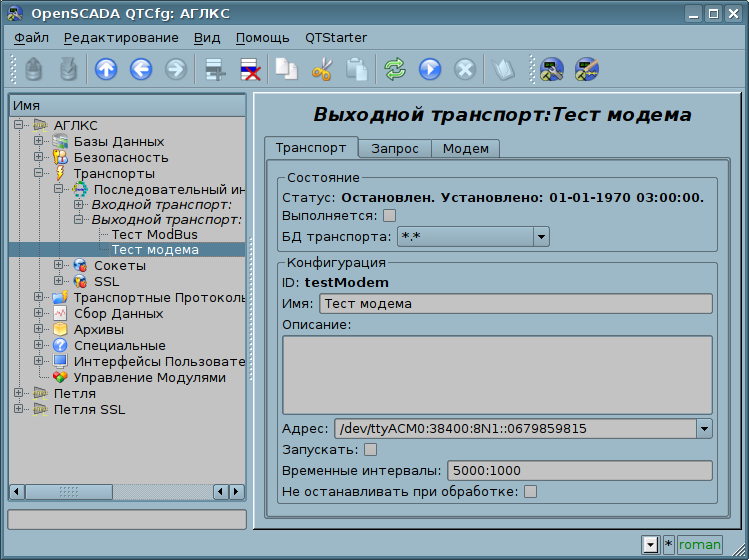 OpenSCADA QTCfg: АГЛКС
Файл Редактирование Вид Помощь QTStarter
Имя
АГЛКС
Базы Данных
Безопасность
Транспорты
Последовательный ин
Входной транспорт:
Выходной транспорт:
Тест ModBus
Тест модема
Сокеты
SSL
Транспортные Протоколы
Сбор Данных
Архивы
Специальные
Интерфейсы Пользовате
Управление Модулями
Петля
Петля SSL
Выходной транспорт:Тест модема
Транспорт Запрос Модем
Состояние
Статус: Остановлен. Установлено: 01-01-1970 03:00:00.
Выполняется:
БД транспорта: *.*
Конфигурация
ID: testModem
Имя: Тест модема
Описание:
Адрес: /dev/ttyACM0:38400:8N1::0679859815
Запускать:
Временные интервалы: 5000:1000
Не останавливать при обработке:
* roman